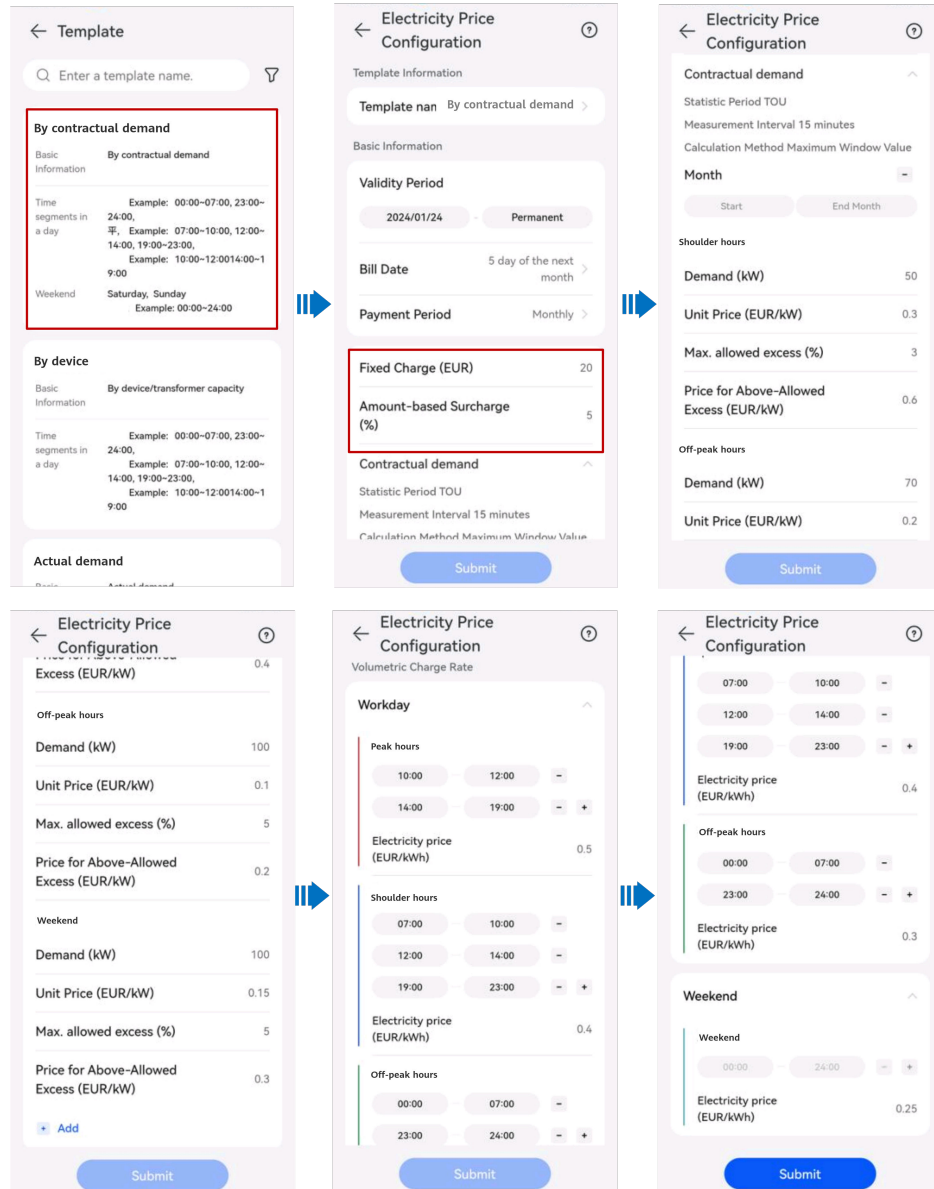 Template
Enter a template name.
By contractual demand
Basic Information
By contractual demand
Time segments in a day
Example: 00:00~07:00, 23:00~
24:00,
平, Example: 07:00~10:00, 12:00~
14:00, 19:00~23:00,
Example: 10:00~12:0014:00~1
9:00
Weekend
Saturday, Sunday
Example: 00:00~24:00
By device
Basic Information
By device/transformer capacity
Time segments in a day
Example: 00:00~07:00, 23:00~
24:00,
Example: 07:00~10:00, 12:00~
14:00, 19:00~23:00,
Example: 10:00~12:0014:00~1
9:00
Actual demand
Basic Actual demand
Electricity Price
Configuration
Template Information
Template nan By contractual demand
Basic Information
Validity Period
2024/01/24 - Permanent
Bill Date 5 day of the next
month
Payment Period Monthly
Fixed Charge (EUR) 20
Amount-based Surcharge
(%) 5
Contractual demand
Statistic Period TOU
Measurement Interval 15 minutes
Calculation Method Maximum Window Value
Submit
Electricity Price
Configuration
Contractual demand
Statistic Period TOU
Measurement Interval 15 minutes
Calculation Method Maximum Window Value
Month -
Start End Month
Shoulder hours
Demand (kW) 50
Unit Price (EUR/kW) 0.3
Max. allowed excess (%) 3
Price for Above-Allowed
Excess (EUR/kW) 0.6
Off-peak hours
Demand (kW) 70
Unit Price (EUR/kW) 0.2
Submit
Electricity Price
Configuration
Price for Above-Allowed
Excess (EUR/kW) 0.4
Off-peak hours
Demand (kW) 100
Unit Price (EUR/kW) 0.1
Max. allowed excess (%) 5
Price for Above-Allowed
Excess (EUR/kW) 0.2
Weekend
Demand (kW) 100
Unit Price (EUR/kW) 0.15
Max. allowed excess (%) 5
Price for Above-Allowed
Excess (EUR/kW) 0.3
+ Add
Submit
Electricity Price
Configuration
Volumetric Charge Rate
Workday
Peak hours
10:00 - 12:00 -
14:00 - 19:00 - +
Electricity price
(EUR/kWh) 0.5
Shoulder hours
07:00 - 10:00 -
12:00 - 14:00 -
19:00 - 23:00 - +
Electricity price
(EUR/kWh) 0.4
Off-peak hours
00:00 - 07:00 -
23:00 - 24:00 - +
Submit
Electricity Price
Configuration
07:00 - 10:00 -
12:00 - 14:00 -
19:00 - 23:00 - +
Electricity price
(EUR/kWh) 0.4
Off-peak hours
00:00 - 07:00 -
23:00 - 24:00 - +
Electricity price
(EUR/kWh) 0.3
Weekend
Weekend
00:00 - 24:00 - +
Electricity price
(EUR/kWh) 0.25
Submit